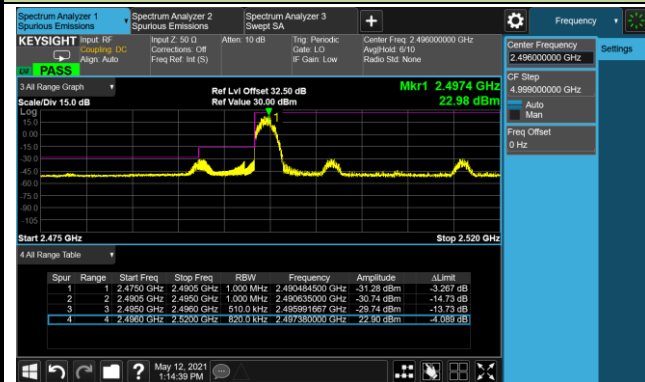 Spectrum Analyzer 1
Spurious Emissions
Spectrum Analyzer 2
Spurious Emissions
Spectrum Analyzer 3
Swept SA
+
Frequency
KEYSIGHT
Input: RF
Coupling: DC
Align: Auto
Input Z: 50 Ω
Corrections: Off
Freq Ref: Int (S)
Atten: 10 dB
Trig: Periodic
Gate: LO
IF Gain: Low
Center Freq: 2.496000000 GHz
Avg|Hold: 6/10
Radio Std: None
LXI
PASS
Center Frequency
2.496000000 GHz
Settings
CF Step
4.999000000 GHz
Auto
Man
Freq Offset
0 Hz
3 All Range Graph
Scale/Div 15.0 dB
Ref Lvl Offset 32.50 dB
Ref Value 30.00 dBm
Mkr1 2.4974 GHz
22.98 dBm
Log
15.0
0.00
-15.0
-30.0
-45.0
-60.0
-75.0
-90.0
-105
1
Start 2.475 GHz
Stop 2.520 GHz
4 All Range Table
Spur Range Start Freq Stop Freq RBW Frequency Amplitude ΔLimit
1 1 2.4750 GHz 2.4905 GHz 1.000 MHz 2.490484500 GHz -31.28 dBm -3.267 dB
2 2 2.4905 GHz 2.4950 GHz 1.000 MHz 2.490635000 GHz -30.74 dBm -14.73 dB
3 3 2.4950 GHz 2.4960 GHz 510.0 kHz 2.495991667 GHz -29.74 dBm -13.73 dB
4 4 2.4960 GHz 2.5200 GHz 820.0 kHz 2.497380000 GHz 22.90 dBm -4.089 dB
?
May 12, 2021
1:14:39 PM